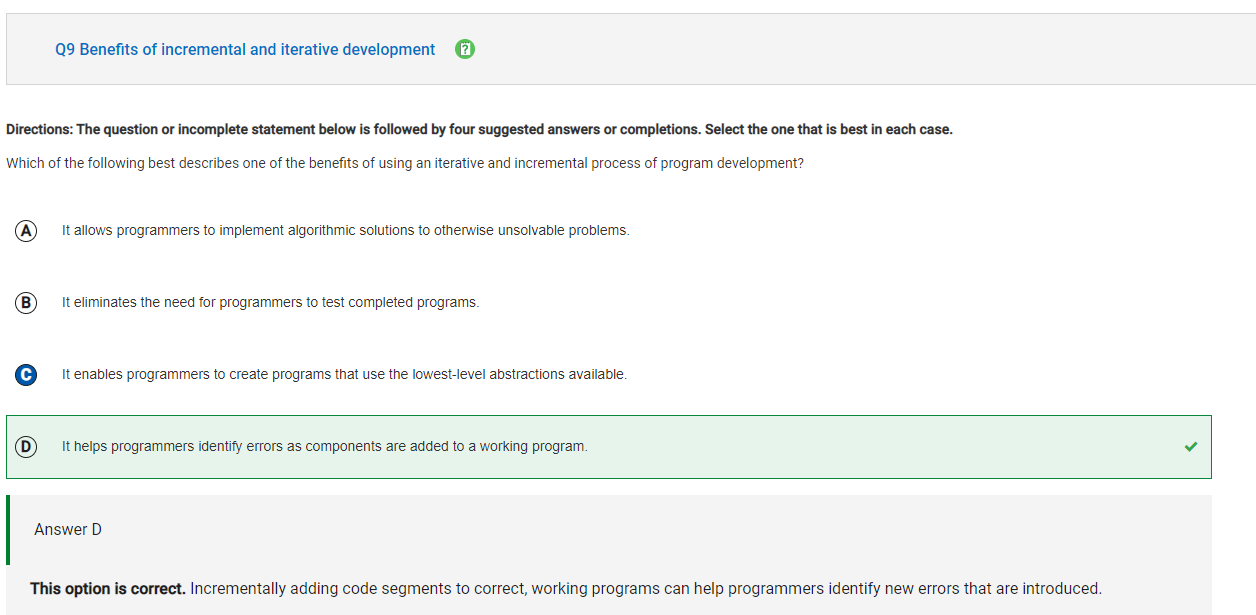 Q9 Benefits of incremental and iterative development ?
Directions: The question or incomplete statement below is followed by four suggested answers or completions. Select the one that is best in each case.
Which of the following best describes one of the benefits of using an iterative and incremental process of program development?
A It allows programmers to implement algorithmic solutions to otherwise unsolvable problems.
B It eliminates the need for programmers to test completed programs.
C It enables programmers to create programs that use the lowest-level abstractions available.
D It helps programmers identify errors as components are added to a working program.
Answer D
This option is correct. Incrementally adding code segments to correct, working programs can help programmers identify new errors that are introduced.